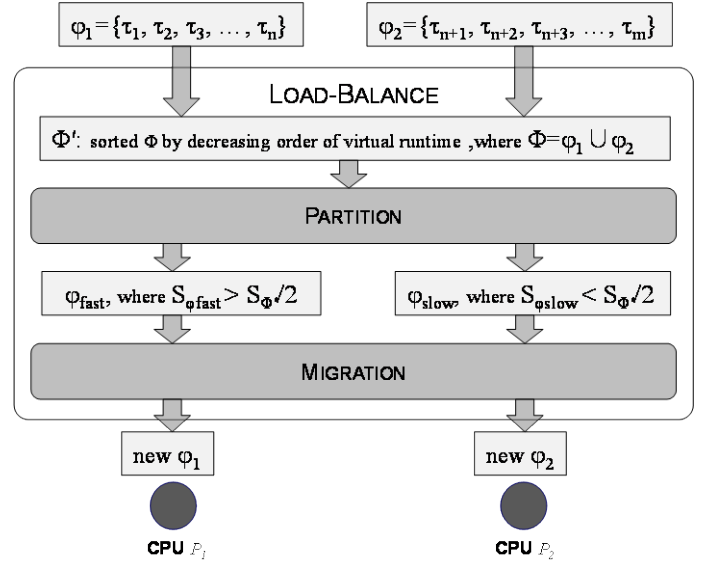 φ1={τ1, τ2, τ3, ..., τn}
φ2={τn+1, τn+2, τn+3, ..., τm}
LOAD-BALANCE
Φ': sorted Φ by decreasing order of virtual runtime ,where Φ=φ1 ∪ φ2
PARTITION
φfast, where Sφfast> SΦ'/2
φslow, where Sφslow< SΦ'/2
MIGRATION
new φ1
new φ2
CPU P1
CPU P2